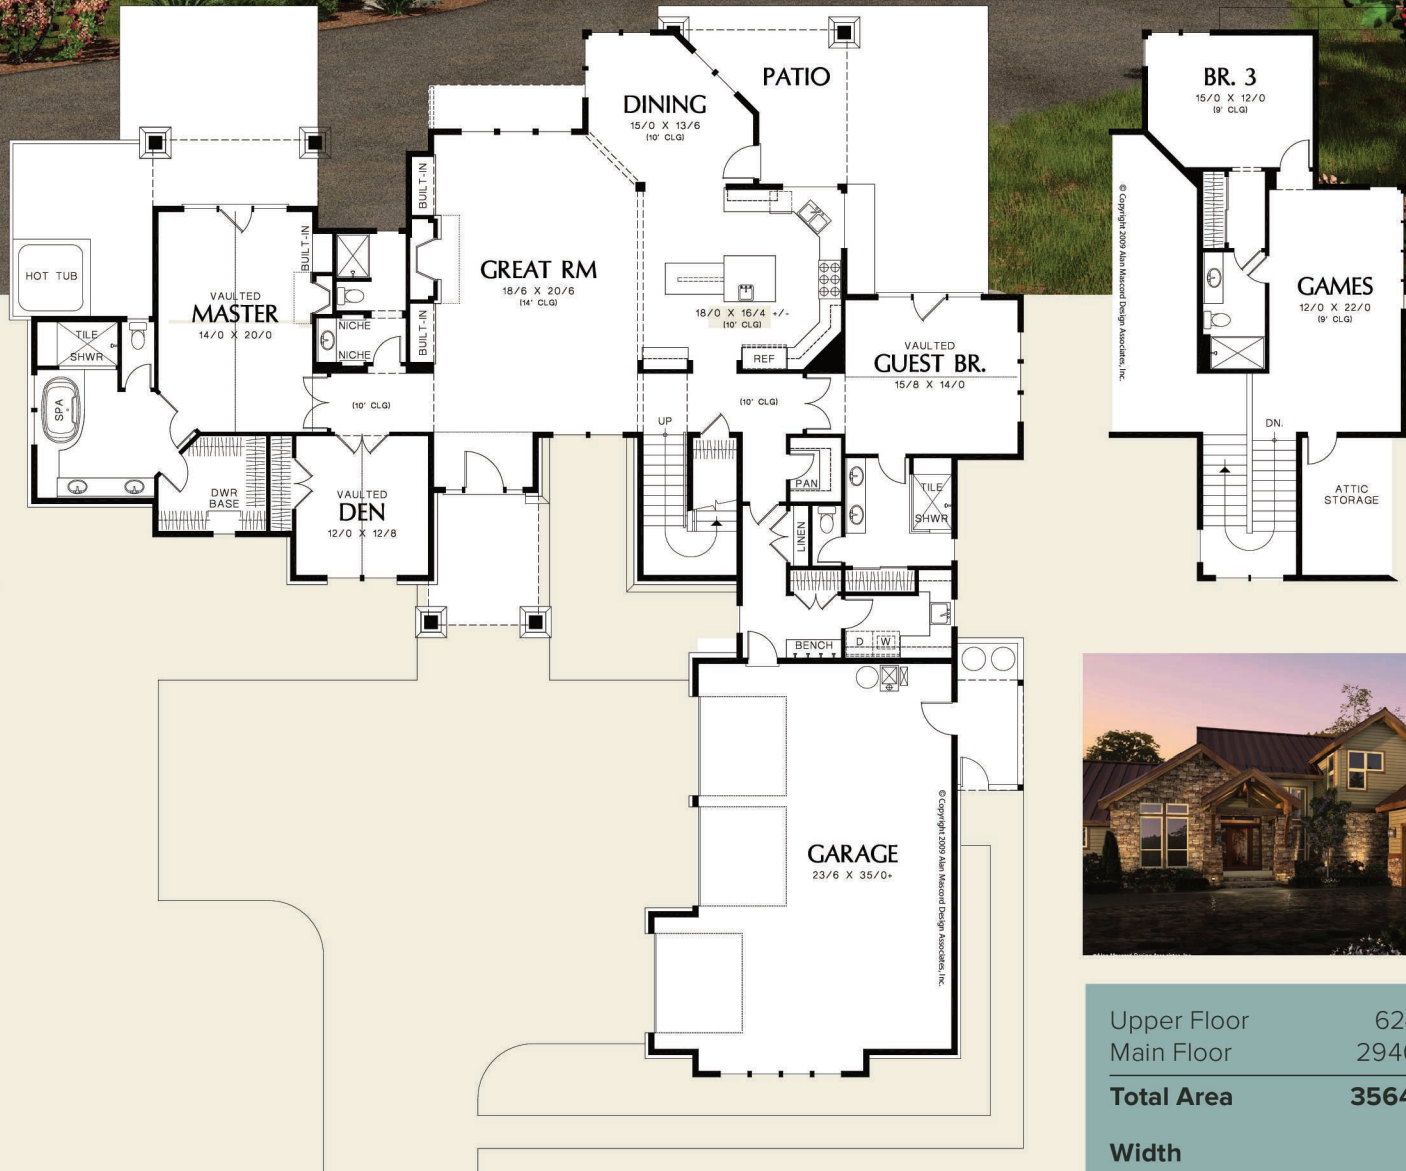 DINING
15/0 X 13/6
(10' CLG)
PATIO
BUILT-IN
GREAT RM
18/6 X 20/6
(14' CLG)
BUILT-IN
HOT TUB
BUILT-IN
VAULTED
MASTER
14/0 X 20/0
TILE
SHWR
NICHE
NICHE
SPA
(10' CLG)
18/0 X 16/4 +/-
(10' CLG)
REF
VAULTED
GUEST BR.
15/8 X 14/0
UP
(10' CLG)
DWR
BASE
VAULTED
DEN
12/0 X 12/8
PAN
TILE
SHWR
LINEN
BENCH
D
W
GARAGE
23/6 X 35/0+
© Copyright 2009 Alan Mascord Design Associates, Inc.
BR. 3
15/0 X 12/0
(9' CLG)
© Copyright 2009 Alan Mascord Design Associates, Inc.
GAMES
12/0 X 22/0
(9' CLG)
DN.
ATTIC
STORAGE
Upper Floor 62
Main Floor 294
Total Area 3564
Width